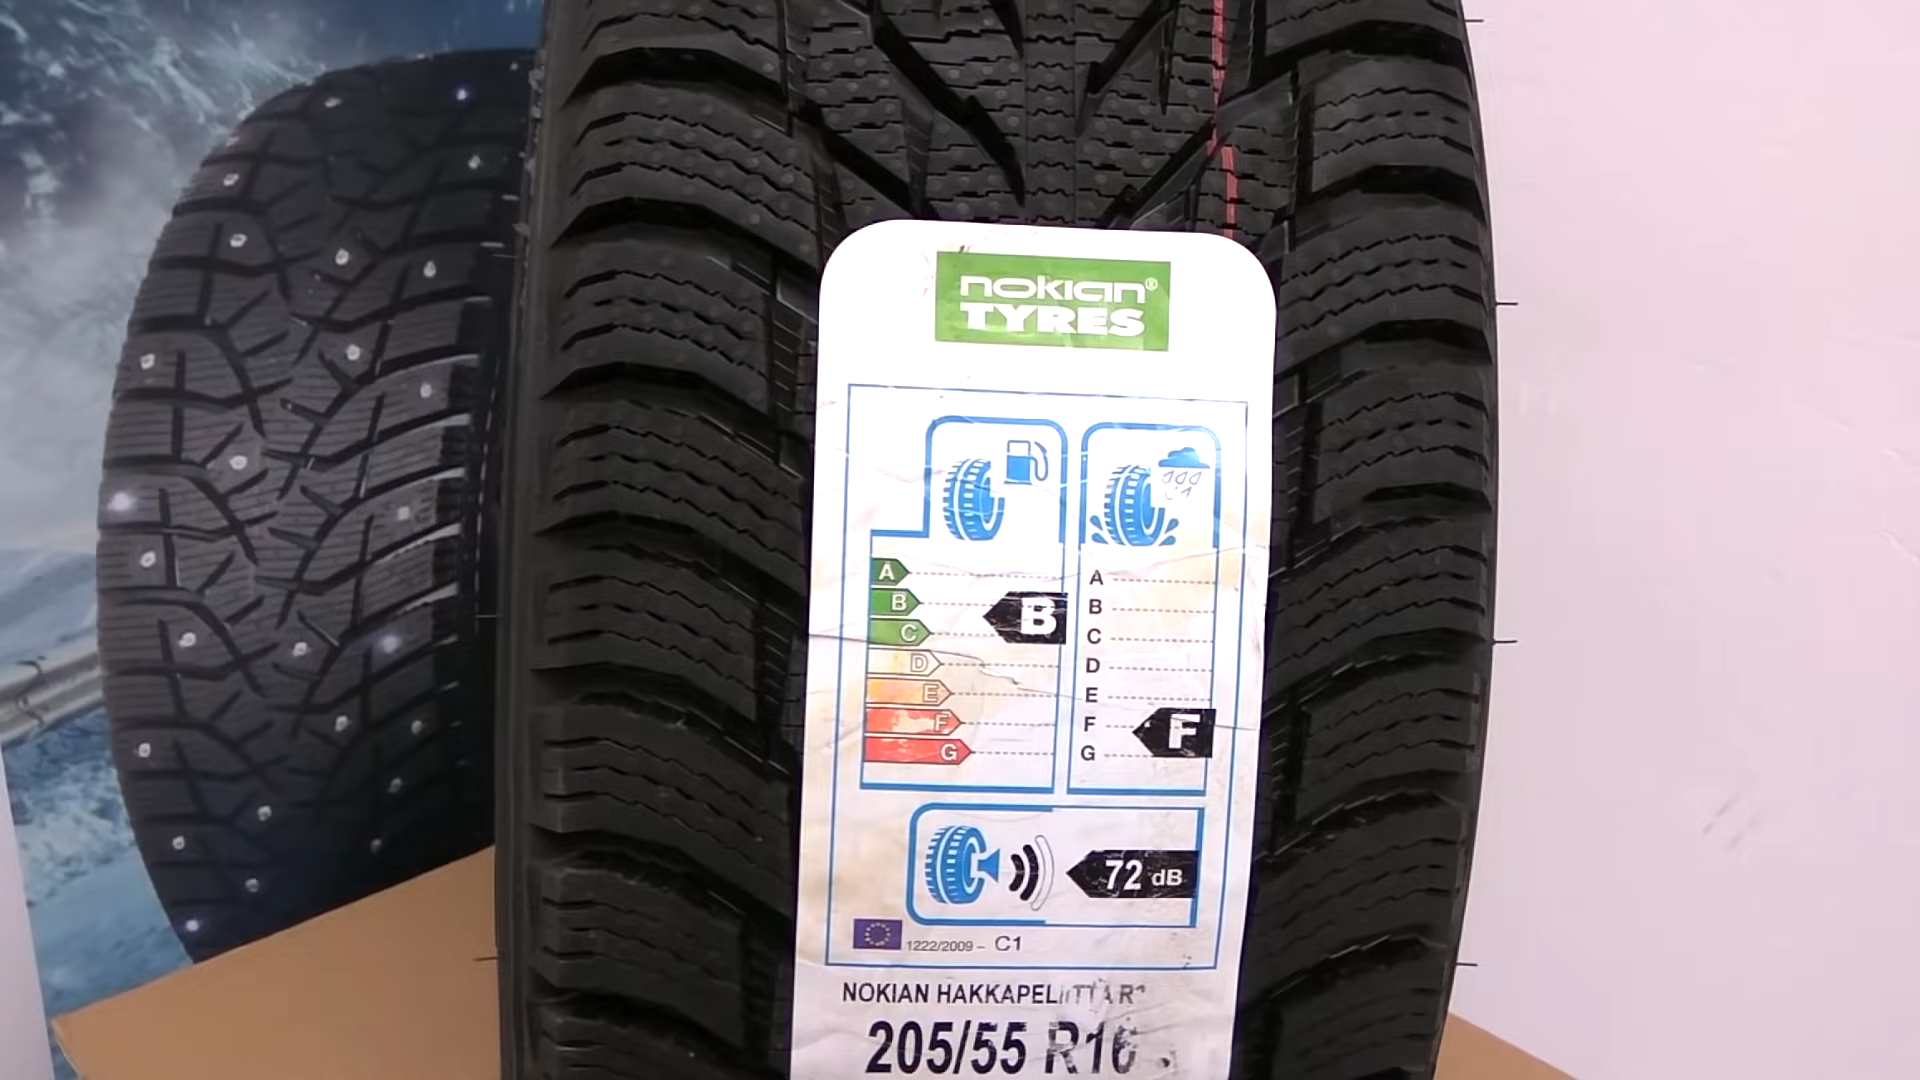 nokian®
TYRES
A
B
C
D
E
F
G
B
A
B
C
D
E
F
G
F
72 dB
1222/2009 – C1
NOKIAN HAKKAPELIITTA
205/55 R16